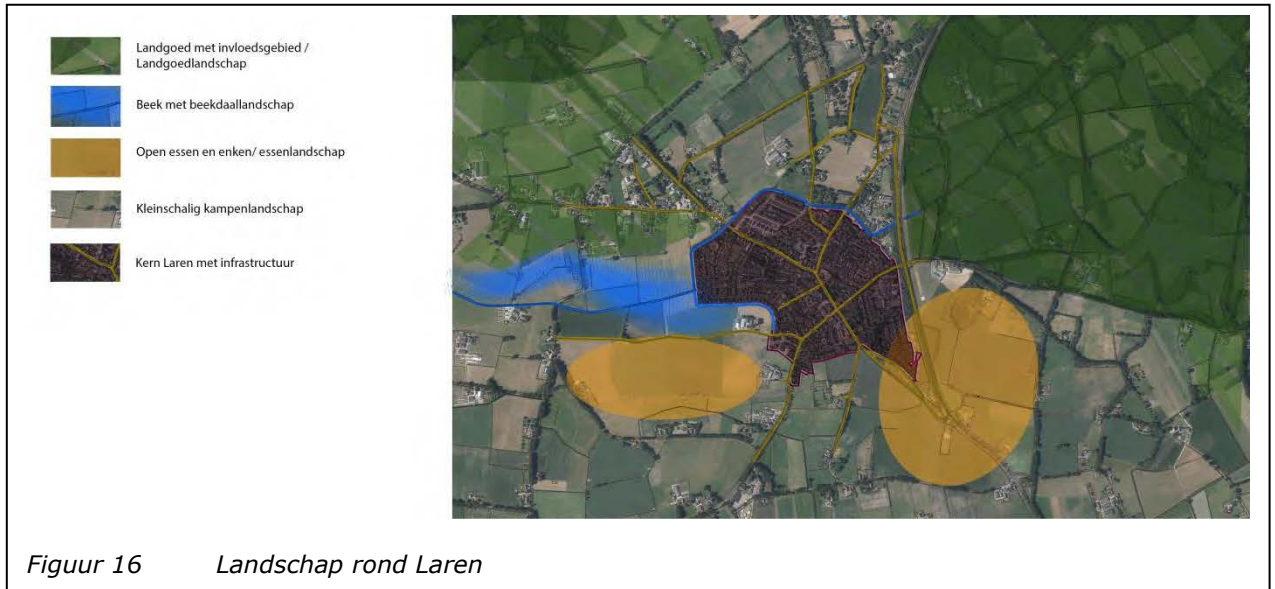 Landgoed met invloedsgebied /
Landgoedlandschap
Beek met beekdaallandschap
Open essen en enken/ essenlandschap
Kleinschalig kampenlandschap
Kern Laren met infrastructuur
Figuur 16 Landschap rond Laren